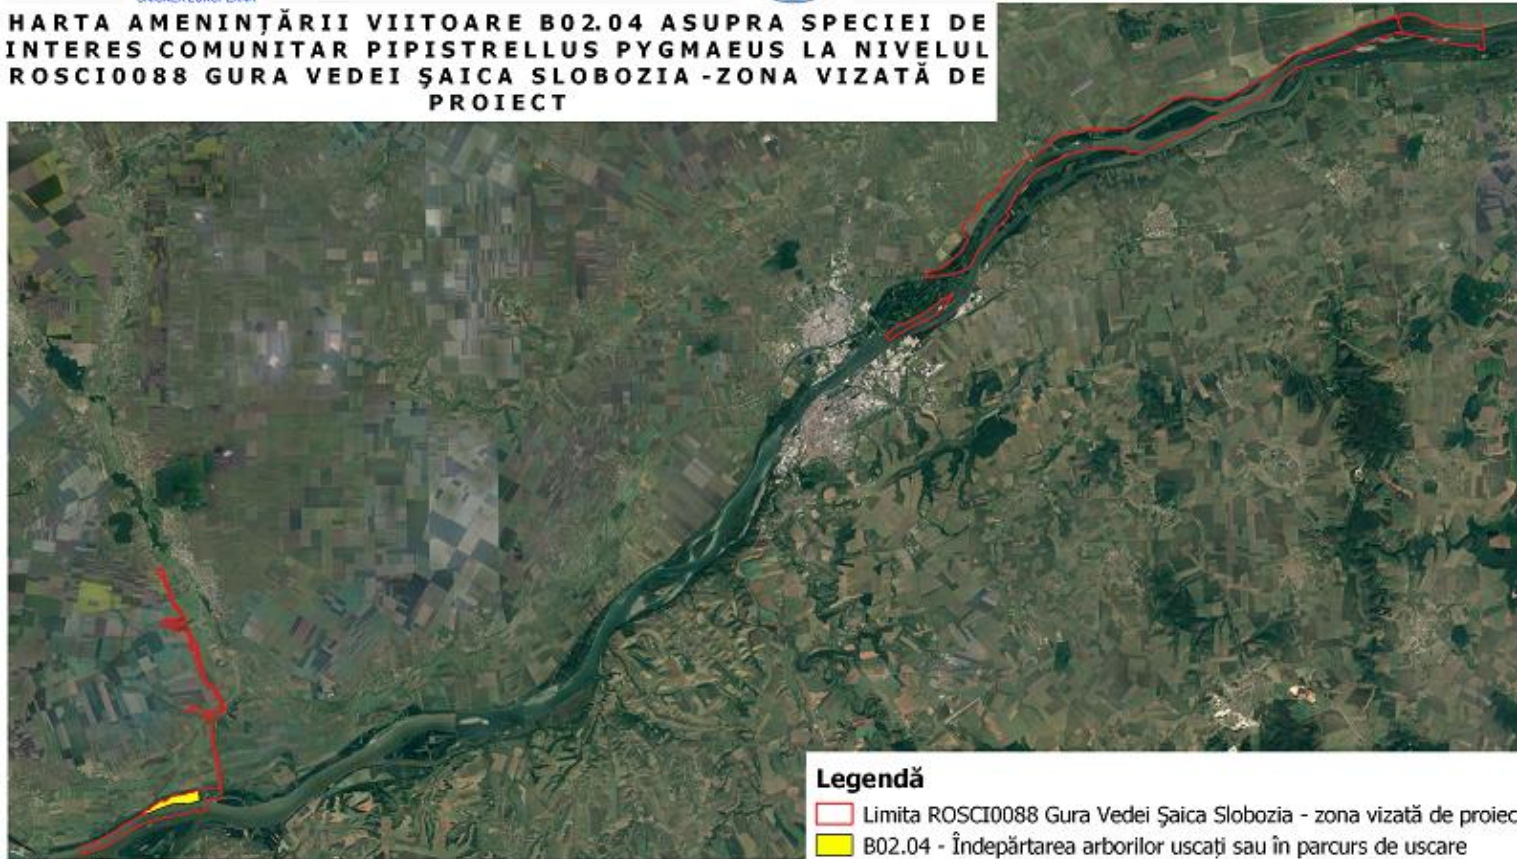 HARTA AMENINȚĂRII VIITOARE B02.04 ASUPRA SPECIEI DE
INTERES COMUNITAR PIPISTRELLUS PYGMAEUS LA NIVELUL
ROSCI0088 GURA VEDEI ŞAICA SLOBOZIA -ZONA VIZATĂ DE
PROIECT
Legendă
Limita ROSCI0088 Gura Vedei Şaica Slobozia - zona vizată de proiec
B02.04 - Îndepărtarea arborilor uscați sau în parcurs de uscare